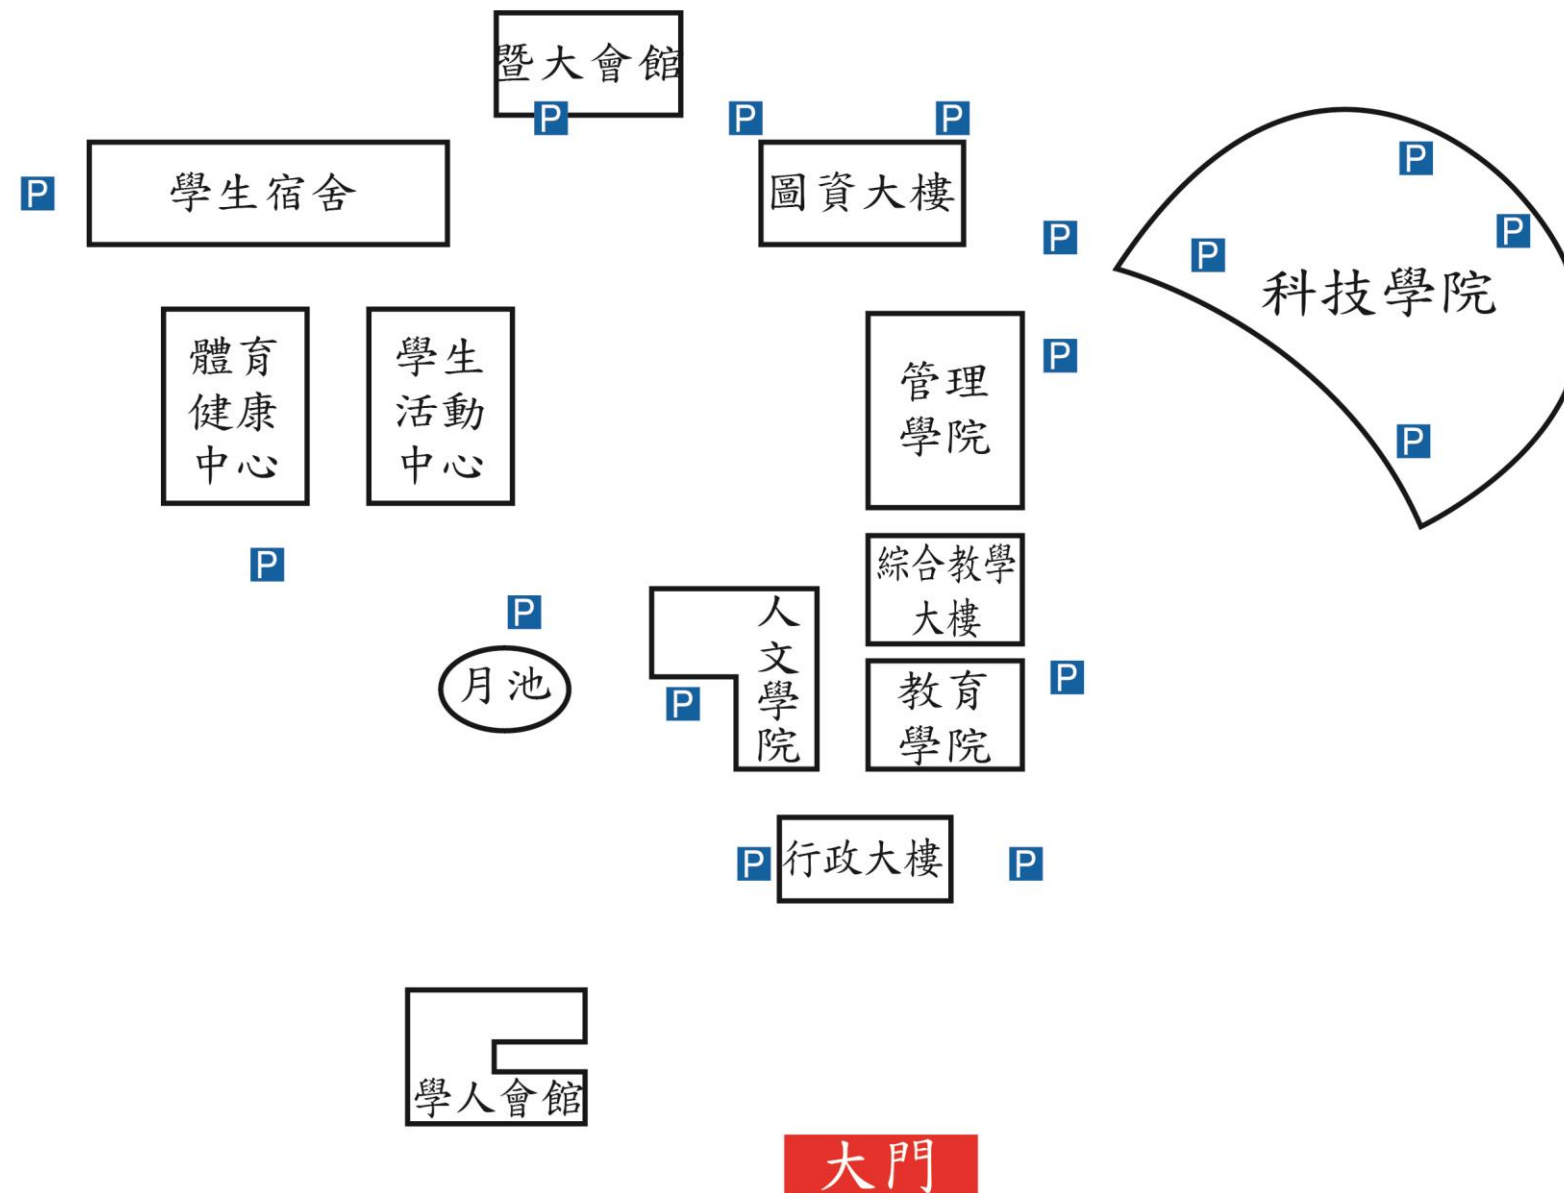 暨大會館
P
P
P
學生宿舍
圖資大樓
P
P
P
P
P
P
科技學院
體育
健康
中心
學生
活動
中心
管理
學院
P
P
P
綜合教學
大樓
P
月池
人文學院
P
教育
學院
P
P
行政大樓
P
學人會館
大門